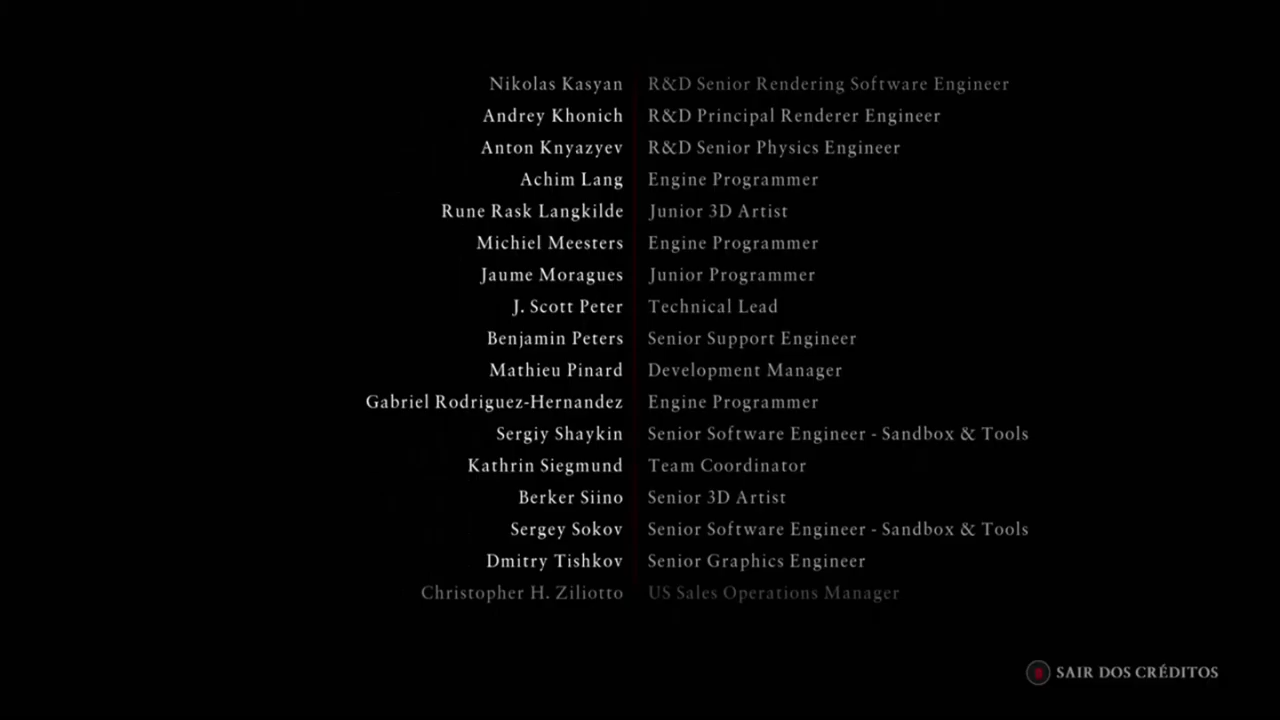 Nikolas Kasyan R&D Senior Rendering Software Engineer
Andrey Khonich R&D Principal Renderer Engineer
Anton Knyazyev R&D Senior Physics Engineer
Achim Lang Engine Programmer
Rune Rask Langkilde Junior 3D Artist
Michiel Meesters Engine Programmer
Jaume Moragues Junior Programmer
J. Scott Peter Technical Lead
Benjamin Peters Senior Support Engineer
Mathieu Pinard Development Manager
Gabriel Rodriguez-Hernandez Engine Programmer
Sergiy Shaykin Senior Software Engineer - Sandbox & Tools
Kathrin Siegmund Team Coordinator
Berker Siino Senior 3D Artist
Sergey Sokov Senior Software Engineer - Sandbox & Tools
Dmitry Tishkov Senior Graphics Engineer
Christopher H. Ziliotto US Sales Operations Manager
SAIR DOS CRÉDITOS